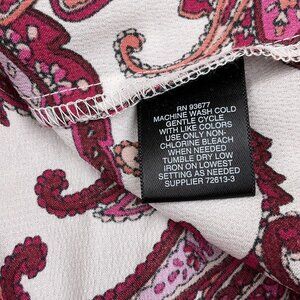 RN 93677
MACHINE WASH COLD
GENTLE CYCLE
WITH LIKE COLORS
USE ONLY NON-
CHLORINE BLEACH
WHEN NEEDED
TUMBLE DRY LOW
IRON ON LOWEST
SETTING AS NEEDED
SUPPLIER 72613-3